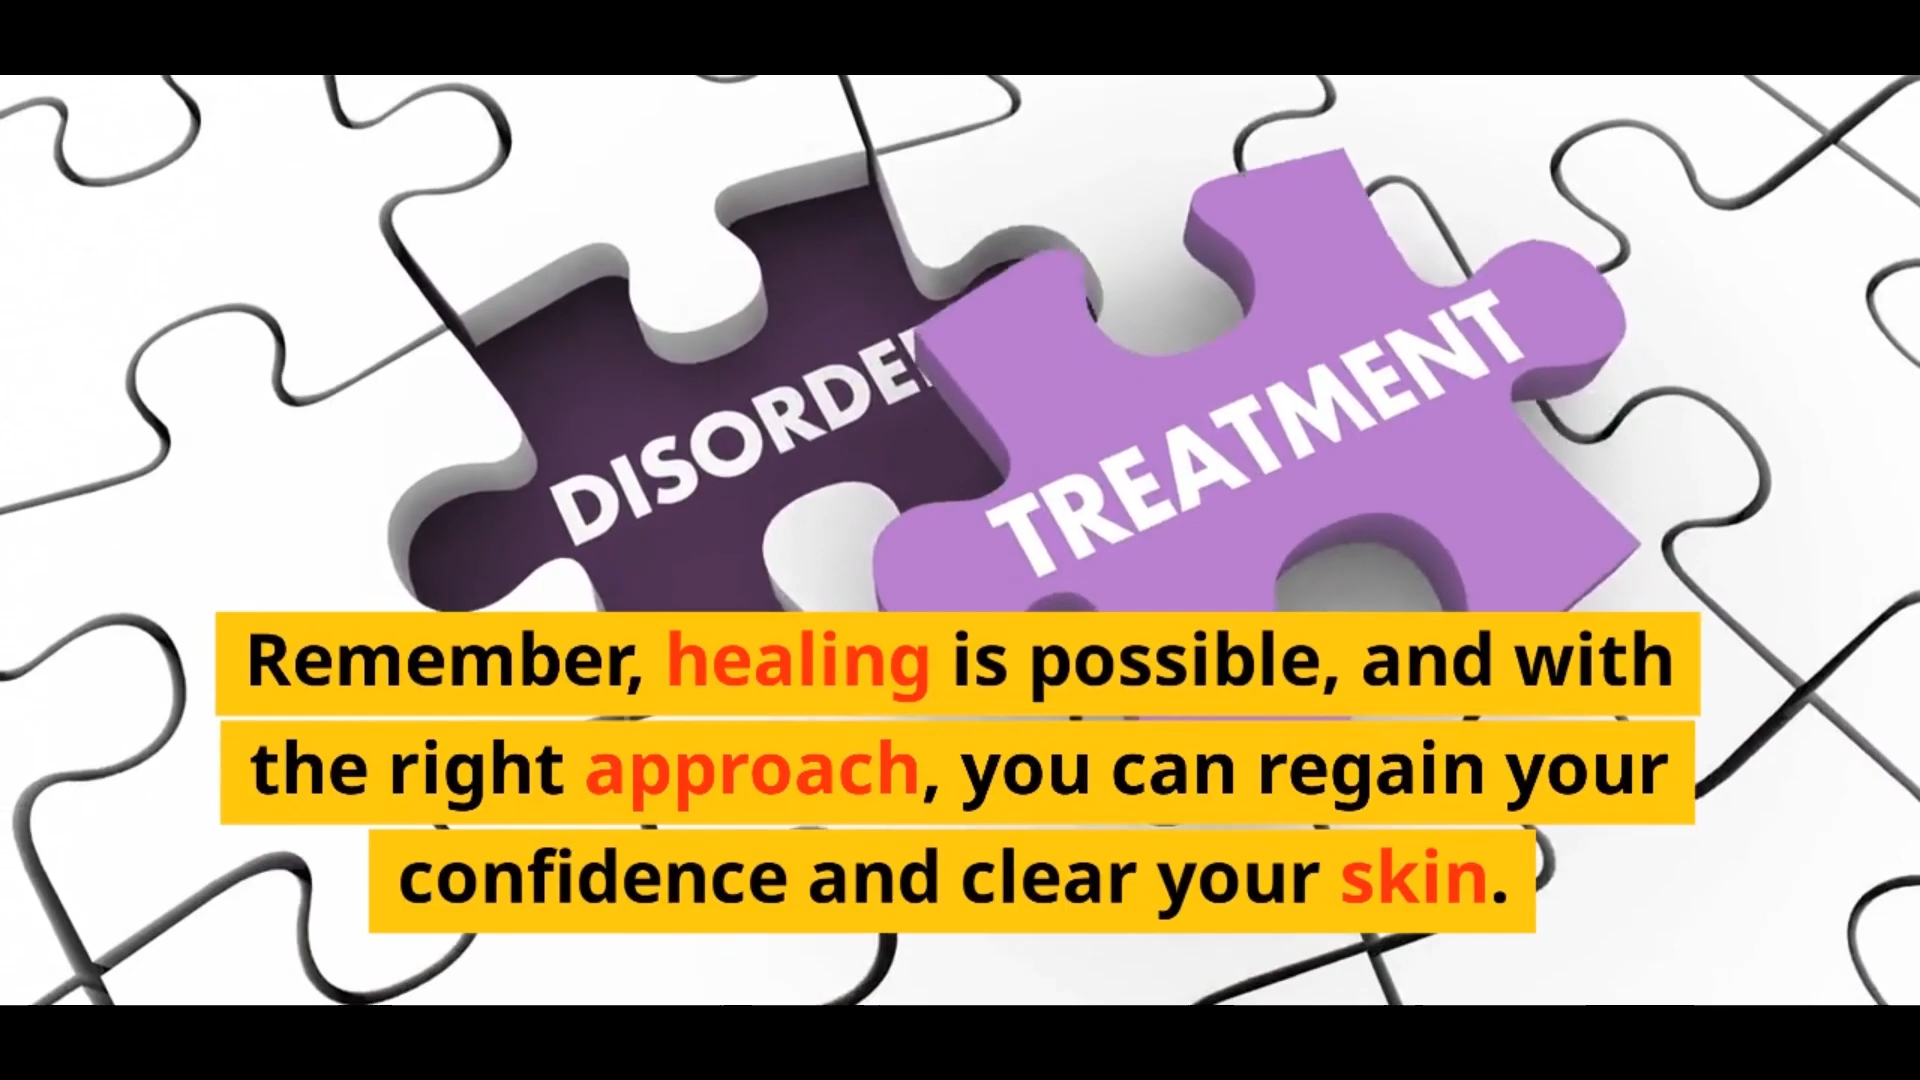 DISORDER
TREATMENT
Remember, healing is possible, and with
the right approach, you can regain your
confidence and clear your skin.